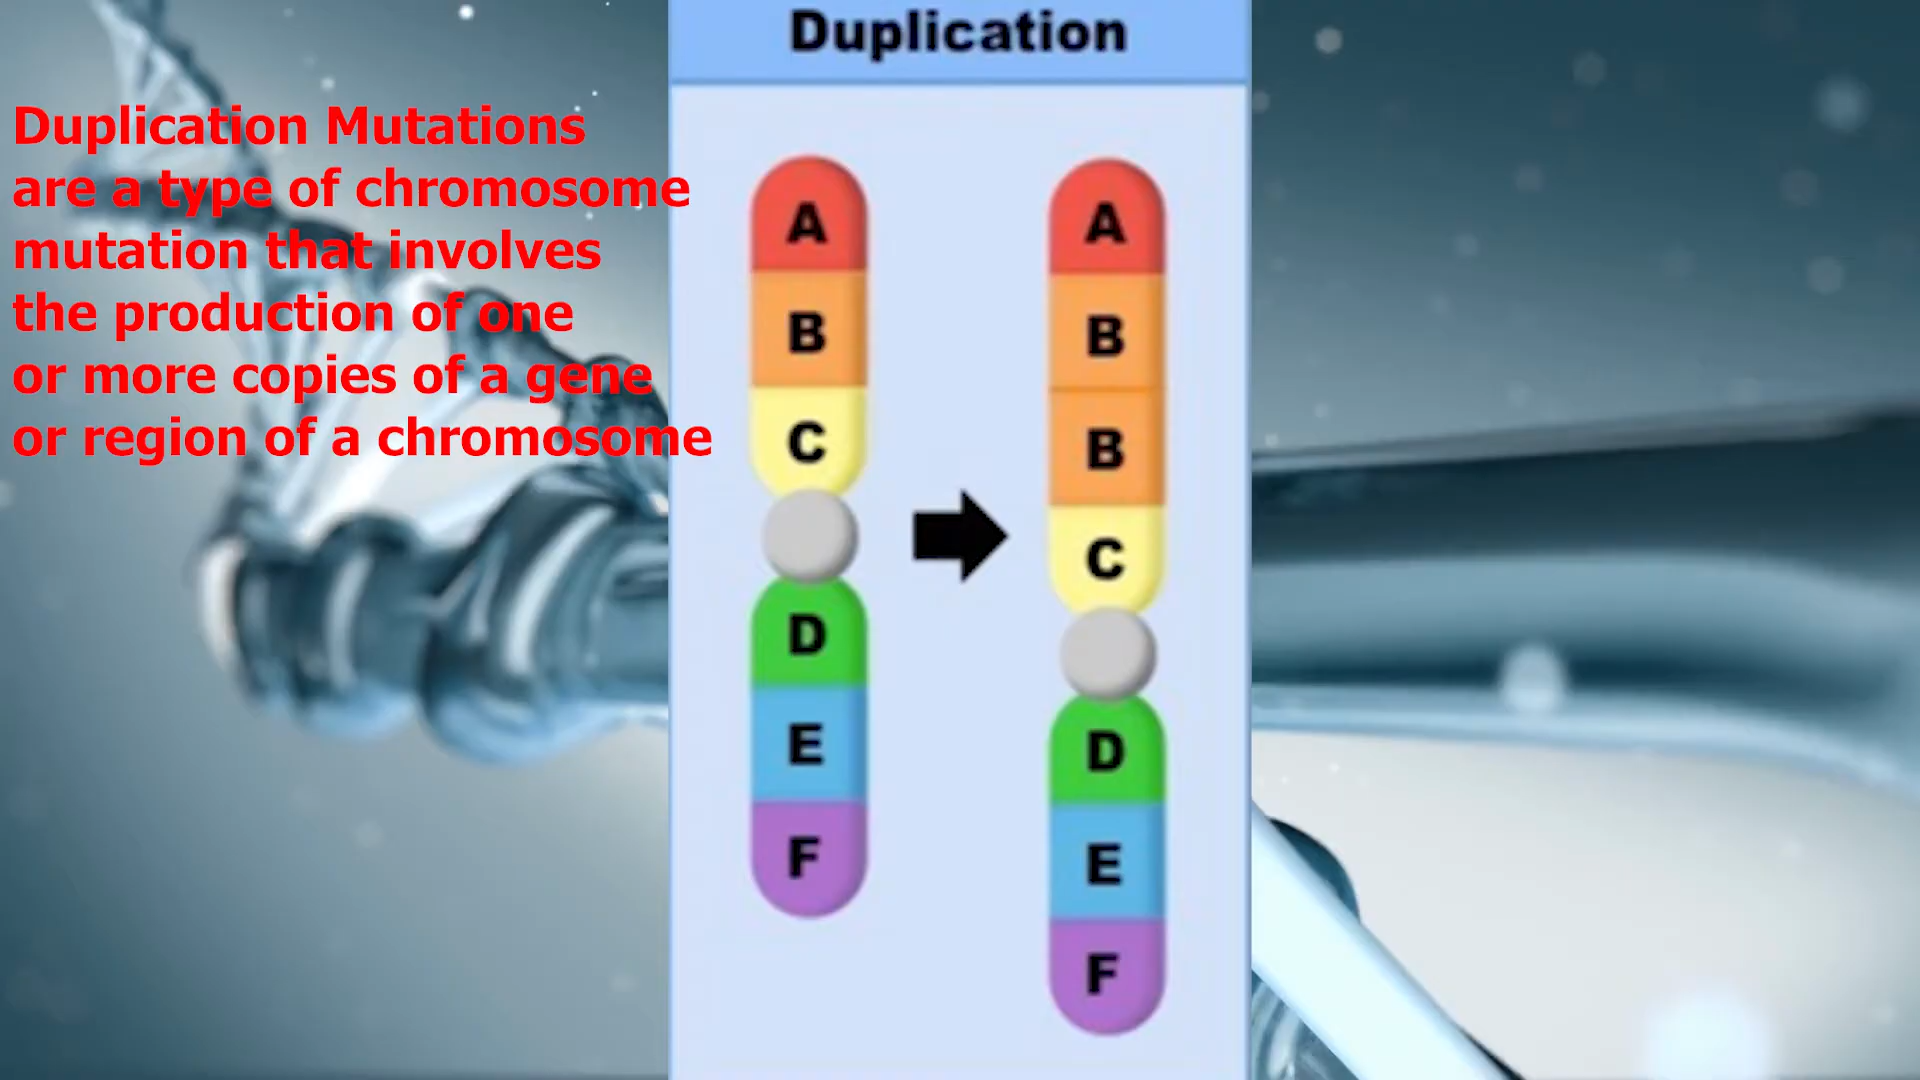 Duplication
Duplication Mutations
are a type of chromosome
mutation that involves
the production of one
or more copies of a gene
or region of a chromosome
A
B
C
D
E
F
A
B
B
C
D
E
F